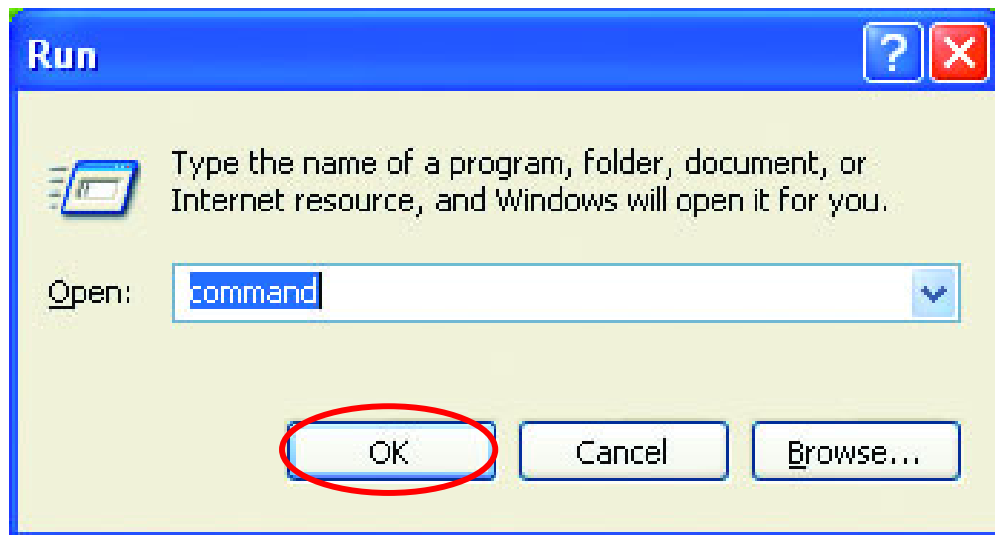 Run
?
Type the name of a program, folder, document, or
Internet resource, and Windows will open it for you.
Open: command
OK Cancel Browse...